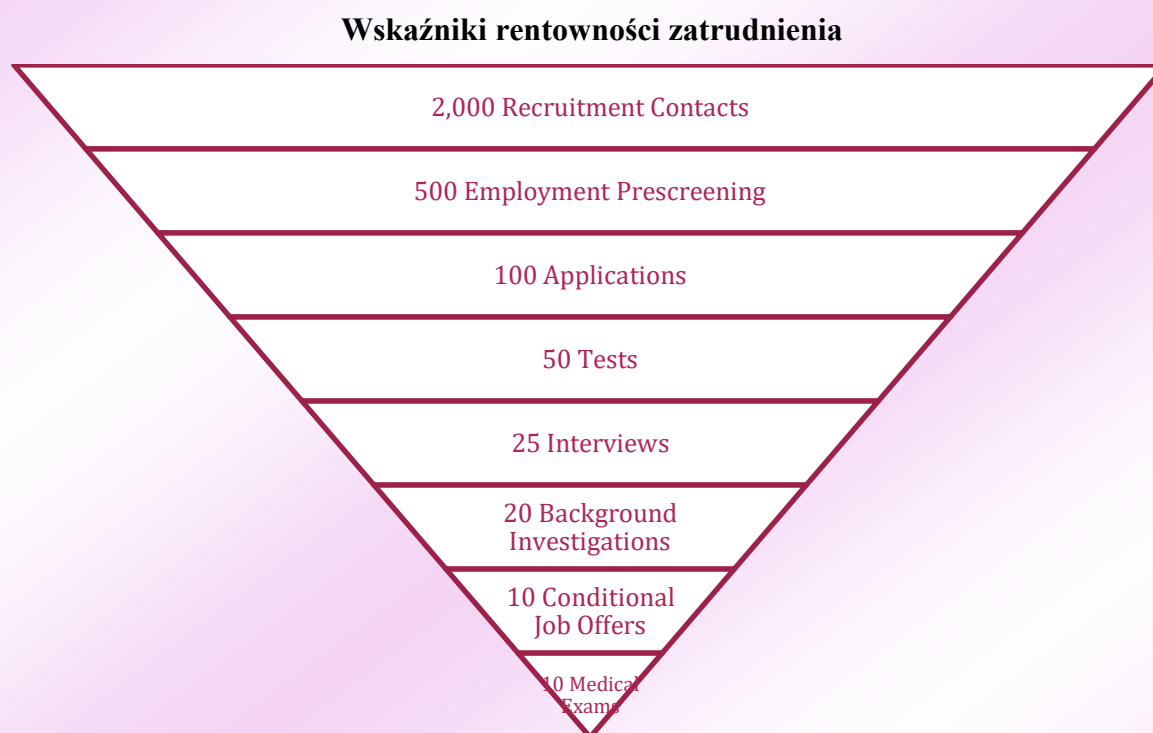 Wskaźniki rentowności zatrudnienia
2,000 Recruitment Contacts
500 Employment Prescreening
100 Applications
50 Tests
25 Interviews
20 Background
Investigations
10 Conditional
Job Offers
10 Medical
Exams